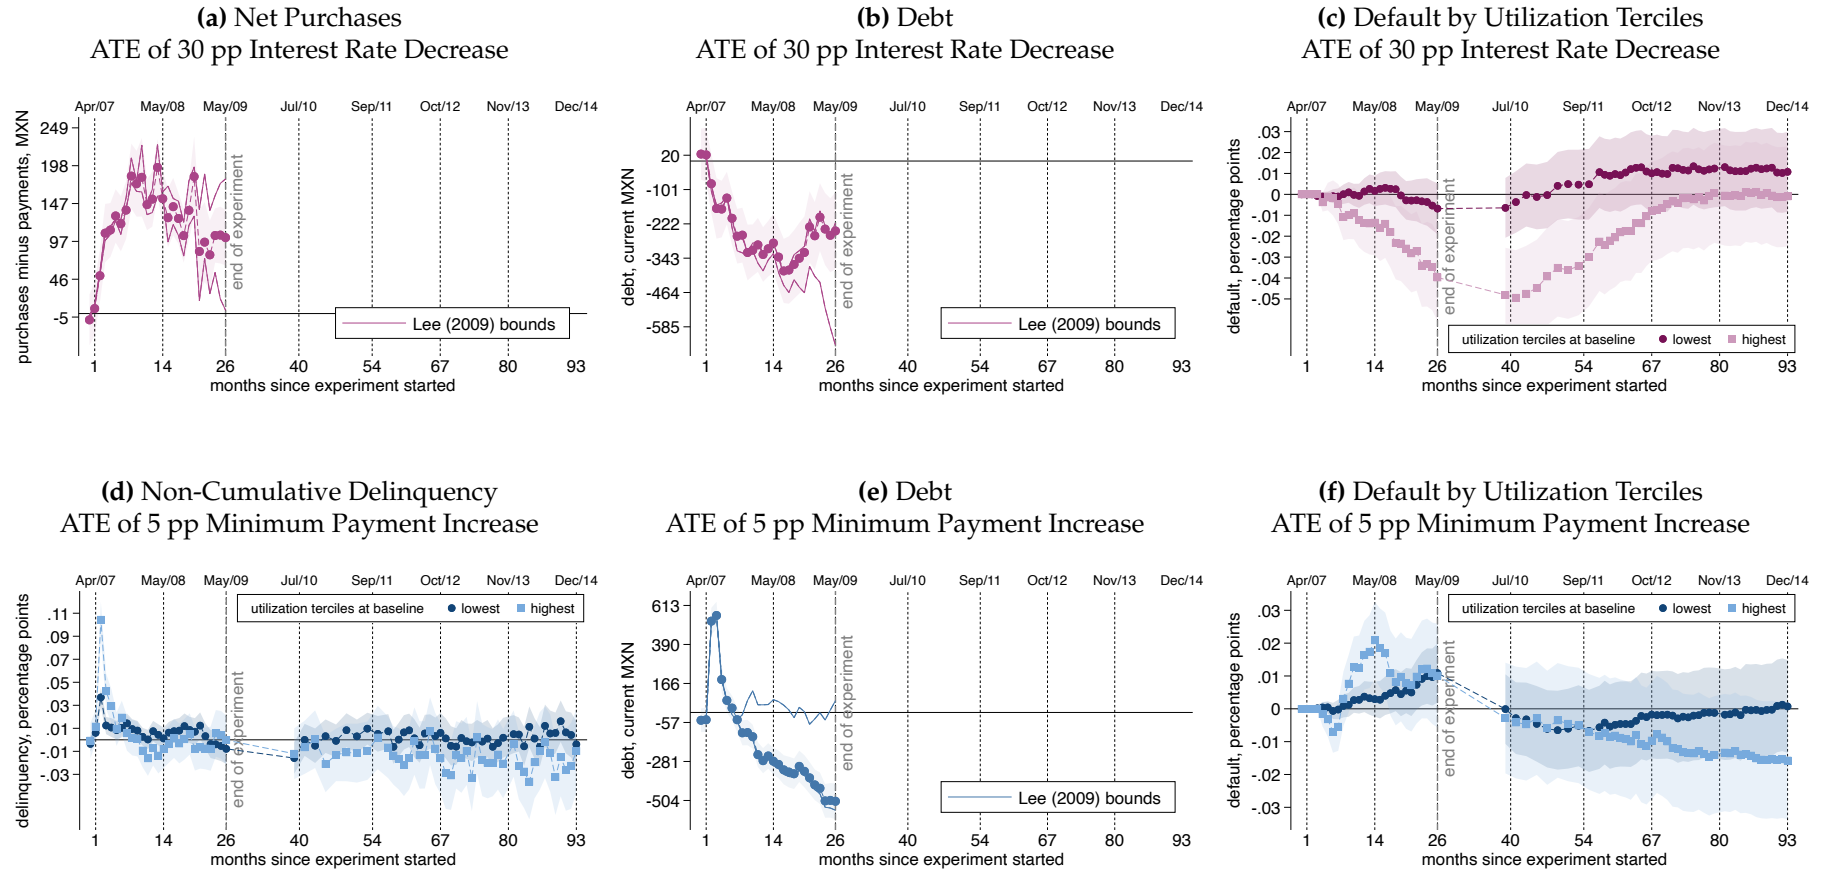 (a) Net Purchases
ATE of 30 pp Interest Rate Decrease
Apr/07 May/08 May/09 Jul/10 Sep/11 Oct/12 Nov/13 Dec/14
purchases minus payments, MXN
249
198
147
97
46
-5
end of experiment
Lee (2009) bounds
1 14 26 40 54 67 80 93
months since experiment started
(b) Debt
ATE of 30 pp Interest Rate Decrease
Apr/07 May/08 May/09 Jul/10 Sep/11 Oct/12 Nov/13 Dec/14
debt, current MXN
20
-101
-222
-343
-464
-585
end of experiment
Lee (2009) bounds
1 14 26 40 54 67 80 93
months since experiment started
(c) Default by Utilization Terciles
ATE of 30 pp Interest Rate Decrease
Apr/07 May/08 May/09 Jul/10 Sep/11 Oct/12 Nov/13 Dec/14
default, percentage points
.03
.02
.01
0
-.01
-.02
-.03
-.04
-.05
end of experiment
utilization terciles at baseline lowest highest
1 14 26 40 54 67 80 93
months since experiment started
(d) Non-Cumulative Delinquency
ATE of 5 pp Minimum Payment Increase
Apr/07 May/08 May/09 Jul/10 Sep/11 Oct/12 Nov/13 Dec/14
delinquency, percentage points
utilization terciles at baseline lowest highest
.11
.09
.07
.05
.03
.01
-.01
-.03
end of experiment
1 14 26 40 54 67 80 93
months since experiment started
(e) Debt
ATE of 5 pp Minimum Payment Increase
Apr/07 May/08 May/09 Jul/10 Sep/11 Oct/12 Nov/13 Dec/14
debt, current MXN
613
390
166
-57
-281
-504
end of experiment
Lee (2009) bounds
1 14 26 40 54 67 80 93
months since experiment started
(f) Default by Utilization Terciles
ATE of 5 pp Minimum Payment Increase
Apr/07 May/08 May/09 Jul/10 Sep/11 Oct/12 Nov/13 Dec/14
default, percentage points
utilization terciles at baseline lowest highest
.03
.02
.01
0
-.01
-.02
-.03
end of experiment
1 14 26 40 54 67 80 93
months since experiment started